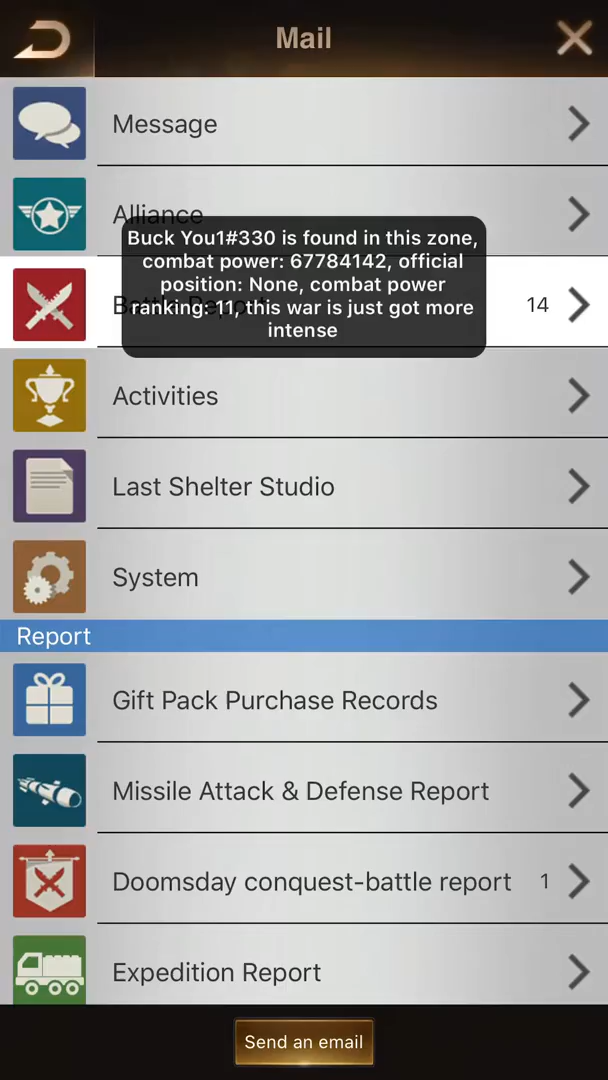 Mail
Message
Alliance
Buck You1#330 is found in this zone,
combat power: 67784142, official
position: None, combat power
ranking: 11, this war is just got more
intense
Battle Report
14
Activities
Last Shelter Studio
System
Report
Gift Pack Purchase Records
Missile Attack & Defense Report
Doomsday conquest-battle report 1
Expedition Report
Send an email